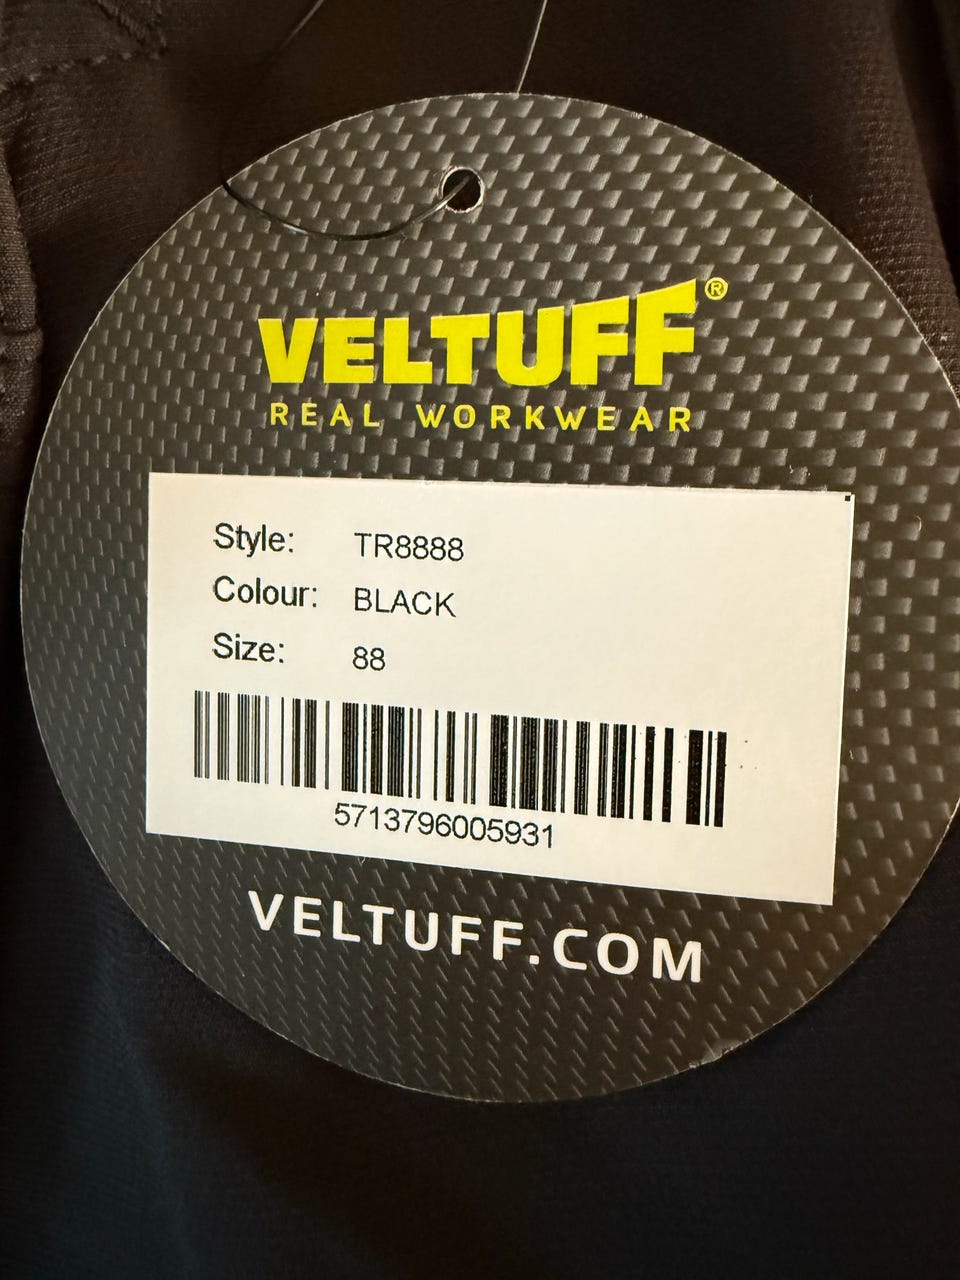 VELTUFF®
REAL WORKWEAR
Style: TR8888
Colour: BLACK
Size: 88
5713796005931
VELTUFF.COM